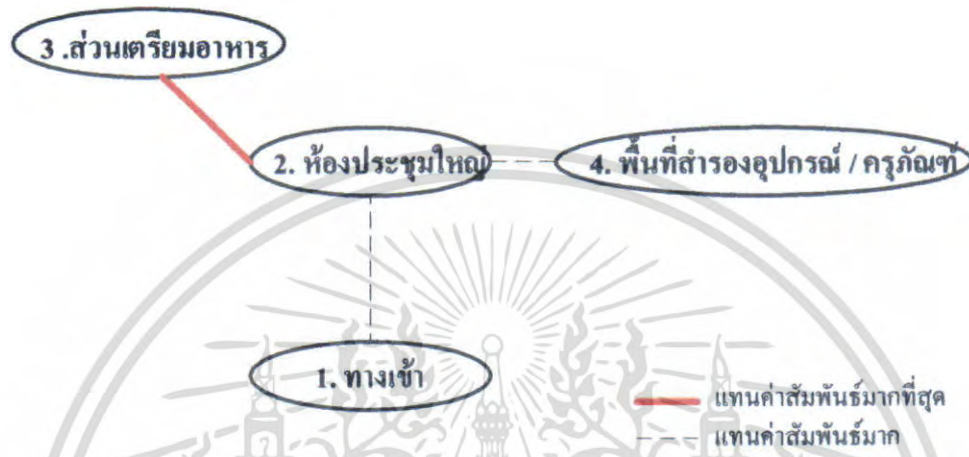 3 .ส่วนเตรียมอาหาร
2. ห้องประชุมใหญ่
4. พื้นที่สำรองอุปกรณ์ / ครุภัณฑ์
1. ทางเข้า
แทนค่าสัมพันธ์มากที่สุด
แทนค่าสัมพันธ์มาก